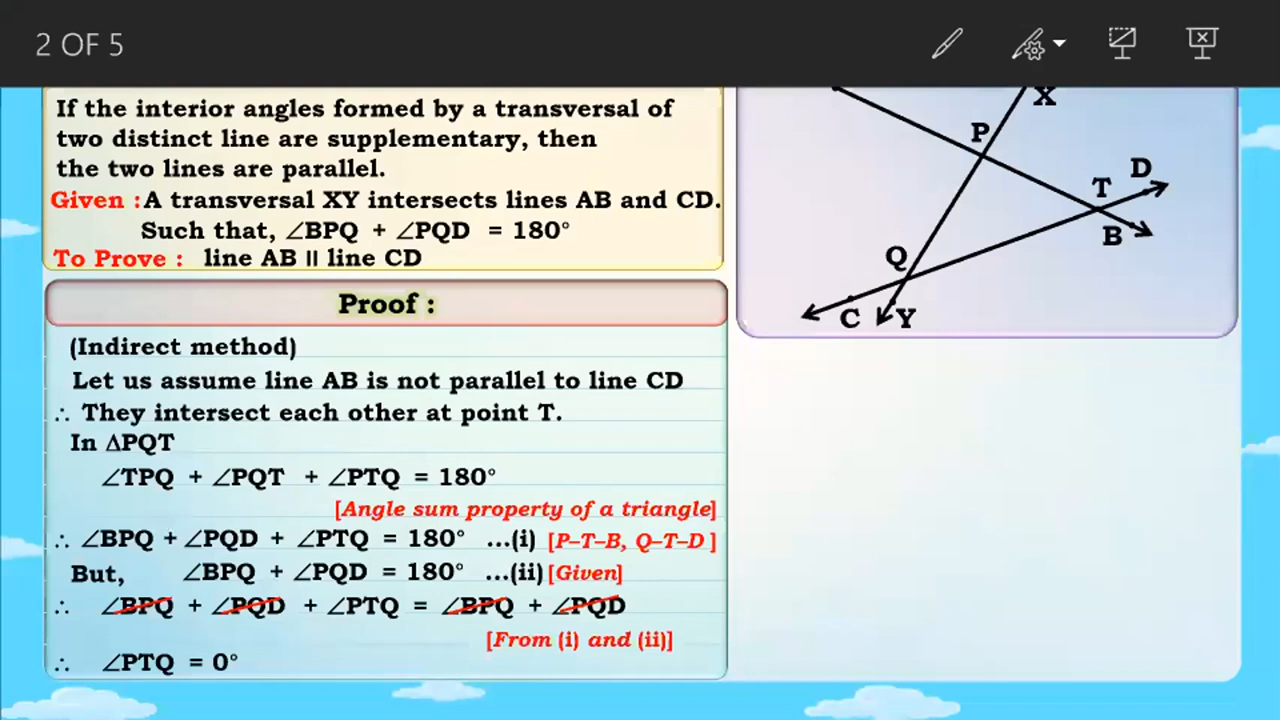 2 OF 5
If the interior angles formed by a transversal of
two distinct line are supplementary, then
the two lines are parallel.
Given : A transversal XY intersects lines AB and CD.
Such that, ∠BPQ + ∠PQD = 180°
To Prove : line AB ॥ line CD
Proof :
(Indirect method)
Let us assume line AB is not parallel to line CD
∴ They intersect each other at point T.
In ΔPQT
∠TPQ + ∠PQT + ∠PTQ = 180°
[Angle sum property of a triangle]
∴ ∠BPQ + ∠PQD + ∠PTQ = 180° ...(i) [P–T–B, Q–T–D ]
But, ∠BPQ + ∠PQD = 180° ...(ii) [Given]
∴ ∠BPQ + ∠PQD + ∠PTQ = ∠BPQ + ∠PQD
[From (i) and (ii)]
∴ ∠PTQ = 0°
X
P
D
T
B
Q
C
Y